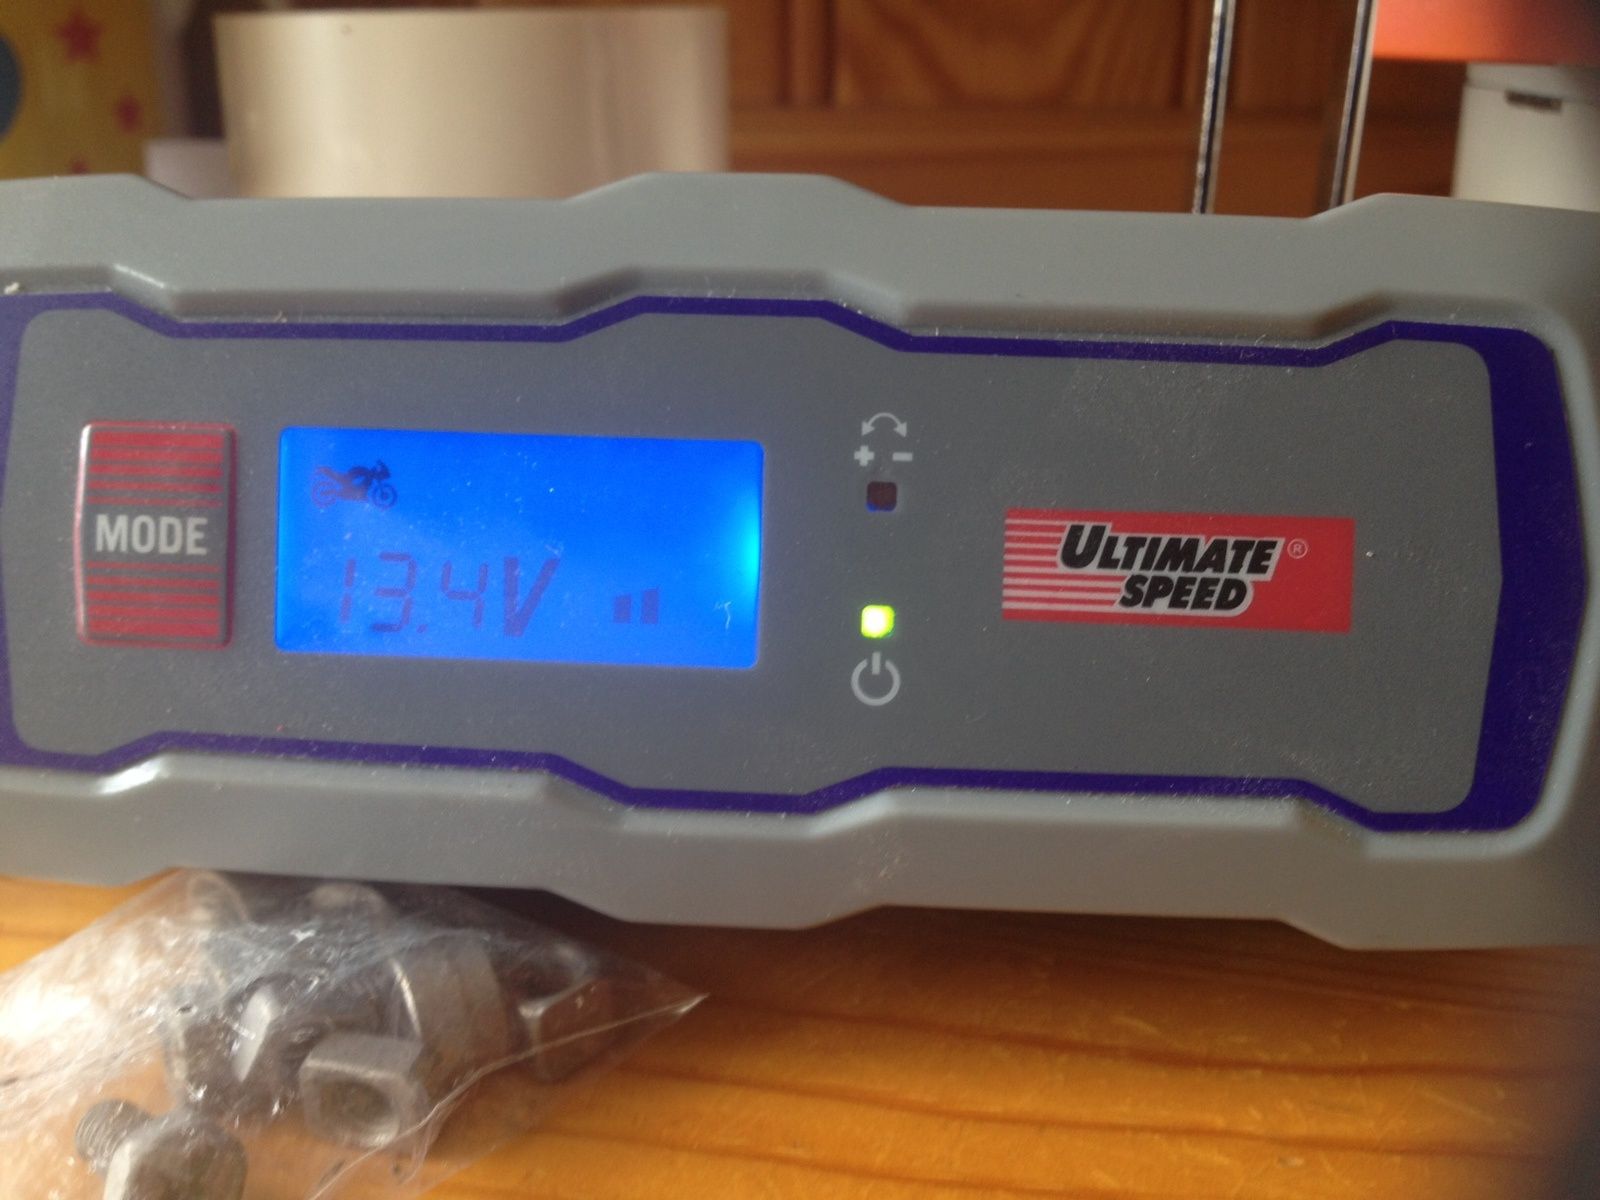 MODE
13.4V
+ -
ULTIMATE ®
SPEED